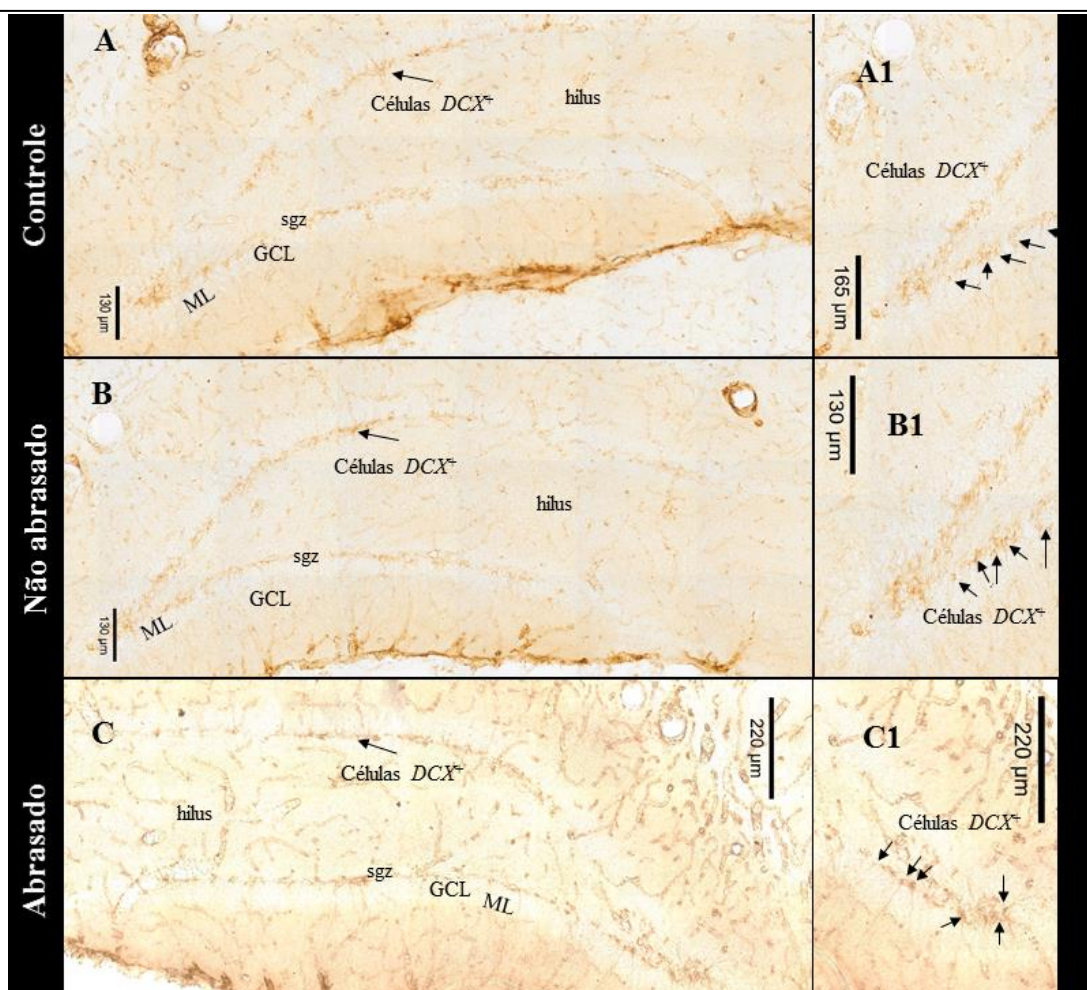 Controle
A
Células DCX+
hilus
sgz
GCL
ML
130 µm
A1
Células DCX+
165 µm
Não abrasado
B
Células DCX+
hilus
sgz
GCL
ML
130 µm
B1
130 µm
Células DCX+
Abrasado
C
Células DCX+
220 µm
hilus
sgz
GCL
ML
C1
220 µm
Células DCX+